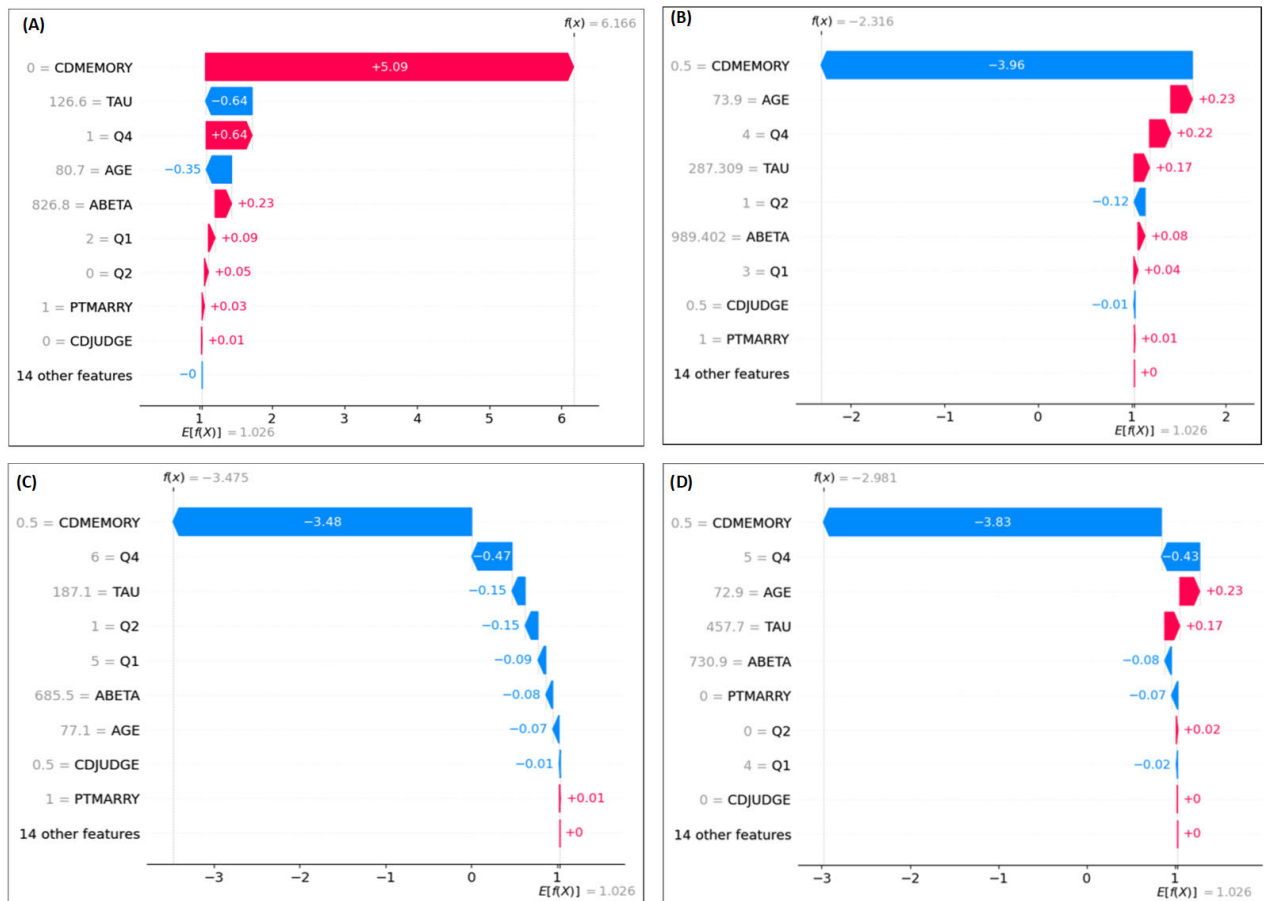 (A)
f(x) = 6.166
0 = CDMEMORY +5.09
126.6 = TAU −0.64
1 = Q4 +0.64
80.7 = AGE −0.35
826.8 = ABETA +0.23
2 = Q1 +0.09
0 = Q2 +0.05
1 = PTMARRY +0.03
0 = CDJUDGE +0.01
14 other features −0
1 2 3 4 5 6
E[f(X)] = 1.026
(B)
f(x) = −2.316
0.5 = CDMEMORY −3.96
73.9 = AGE +0.23
4 = Q4 +0.22
287.309 = TAU +0.17
1 = Q2 −0.12
989.402 = ABETA +0.08
3 = Q1 +0.04
0.5 = CDJUDGE −0.01
1 = PTMARRY +0.01
14 other features +0
−2 −1 0 1 2
E[f(X)] = 1.026
(C)
f(x) = −3.475
0.5 = CDMEMORY −3.48
6 = Q4 −0.47
187.1 = TAU −0.15
1 = Q2 −0.15
5 = Q1 −0.09
685.5 = ABETA −0.08
77.1 = AGE −0.07
0.5 = CDJUDGE −0.01
1 = PTMARRY +0.01
14 other features +0
−3 −2 −1 0 1
E[f(X)] = 1.026
(D)
f(x) = −2.981
0.5 = CDMEMORY −3.83
5 = Q4 −0.43
72.9 = AGE +0.23
457.7 = TAU +0.17
730.9 = ABETA −0.08
0 = PTMARRY −0.07
0 = Q2 +0.02
4 = Q1 −0.02
0 = CDJUDGE +0
14 other features +0
−3 −2 −1 0 1
E[f(X)] = 1.026